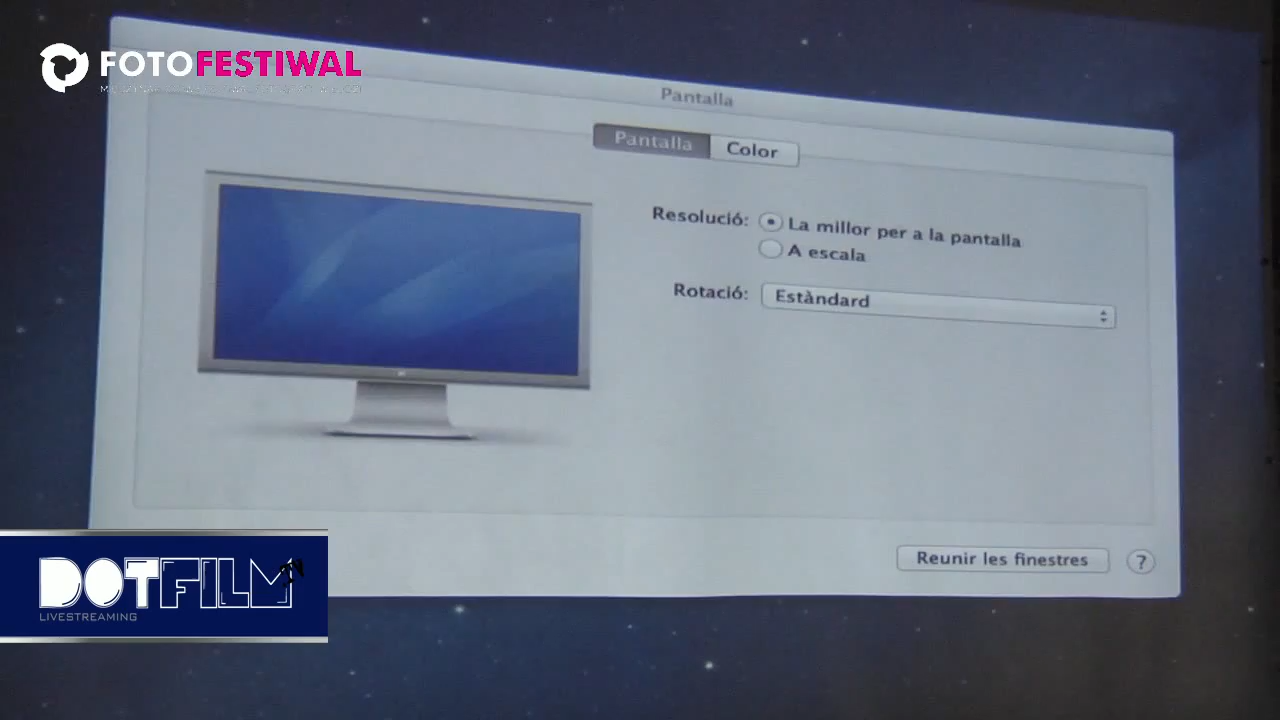 FOTOFESTIWAL
Pantalla
Pantalla
Color
Resolució:
La millor per a la pantalla
A escala
Rotació:
Estàndard
Reunir les finestres
?
DOTFILM
LIVESTREAMING